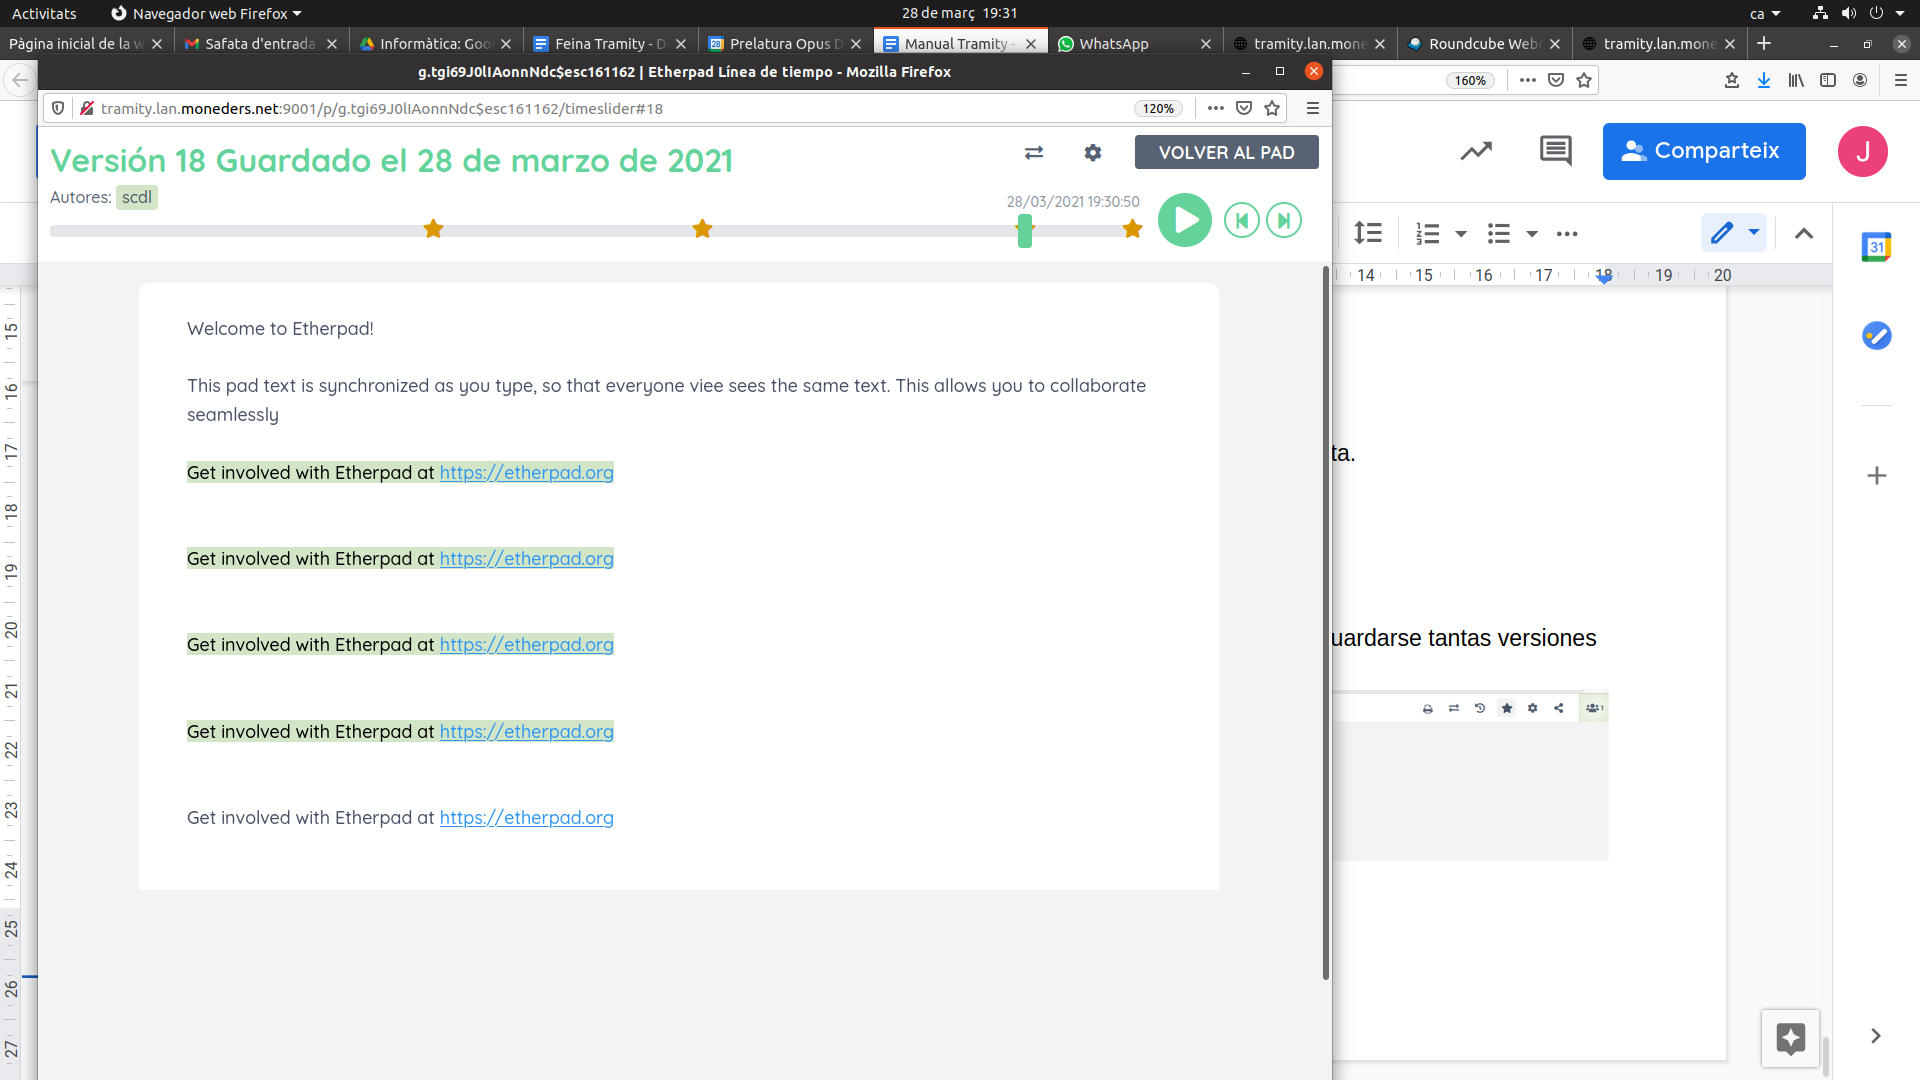 Activitats
Navegador web Firefox
28 de març 19:31
ca
Pàgina inicial de la w
Safata d'entrada
Informàtica: Goo
Feina Tramity - D
Prelatura Opus D
Manual Tramity -
WhatsApp
tramity.lan.mone
Roundcube Web
tramity.lan.mone
g.tgi69J0lIAonnNdc$esc161162 | Etherpad Línea de tiempo - Mozilla Firefox
160%
tramity.lan.moneders.net:9001/p/g.tgi69J0lIAonnNdc$esc161162/timeslider#18
120%
Versión 18 Guardado el 28 de marzo de 2021
VOLVER AL PAD
Comparteix
J
Autores: scdl
28/03/2021 19:30:50
31
14 15 16 17 18 19 20
Welcome to Etherpad!
This pad text is synchronized as you type, so that everyone viee sees the same text. This allows you to collaborate
seamlessly
Get involved with Etherpad at https://etherpad.org
Get involved with Etherpad at https://etherpad.org
Get involved with Etherpad at https://etherpad.org
Get involved with Etherpad at https://etherpad.org
Get involved with Etherpad at https://etherpad.org
ta.
uardarse tantas versiones
1
15
16
17
18
19
20
21
22
23
24
25
26
27